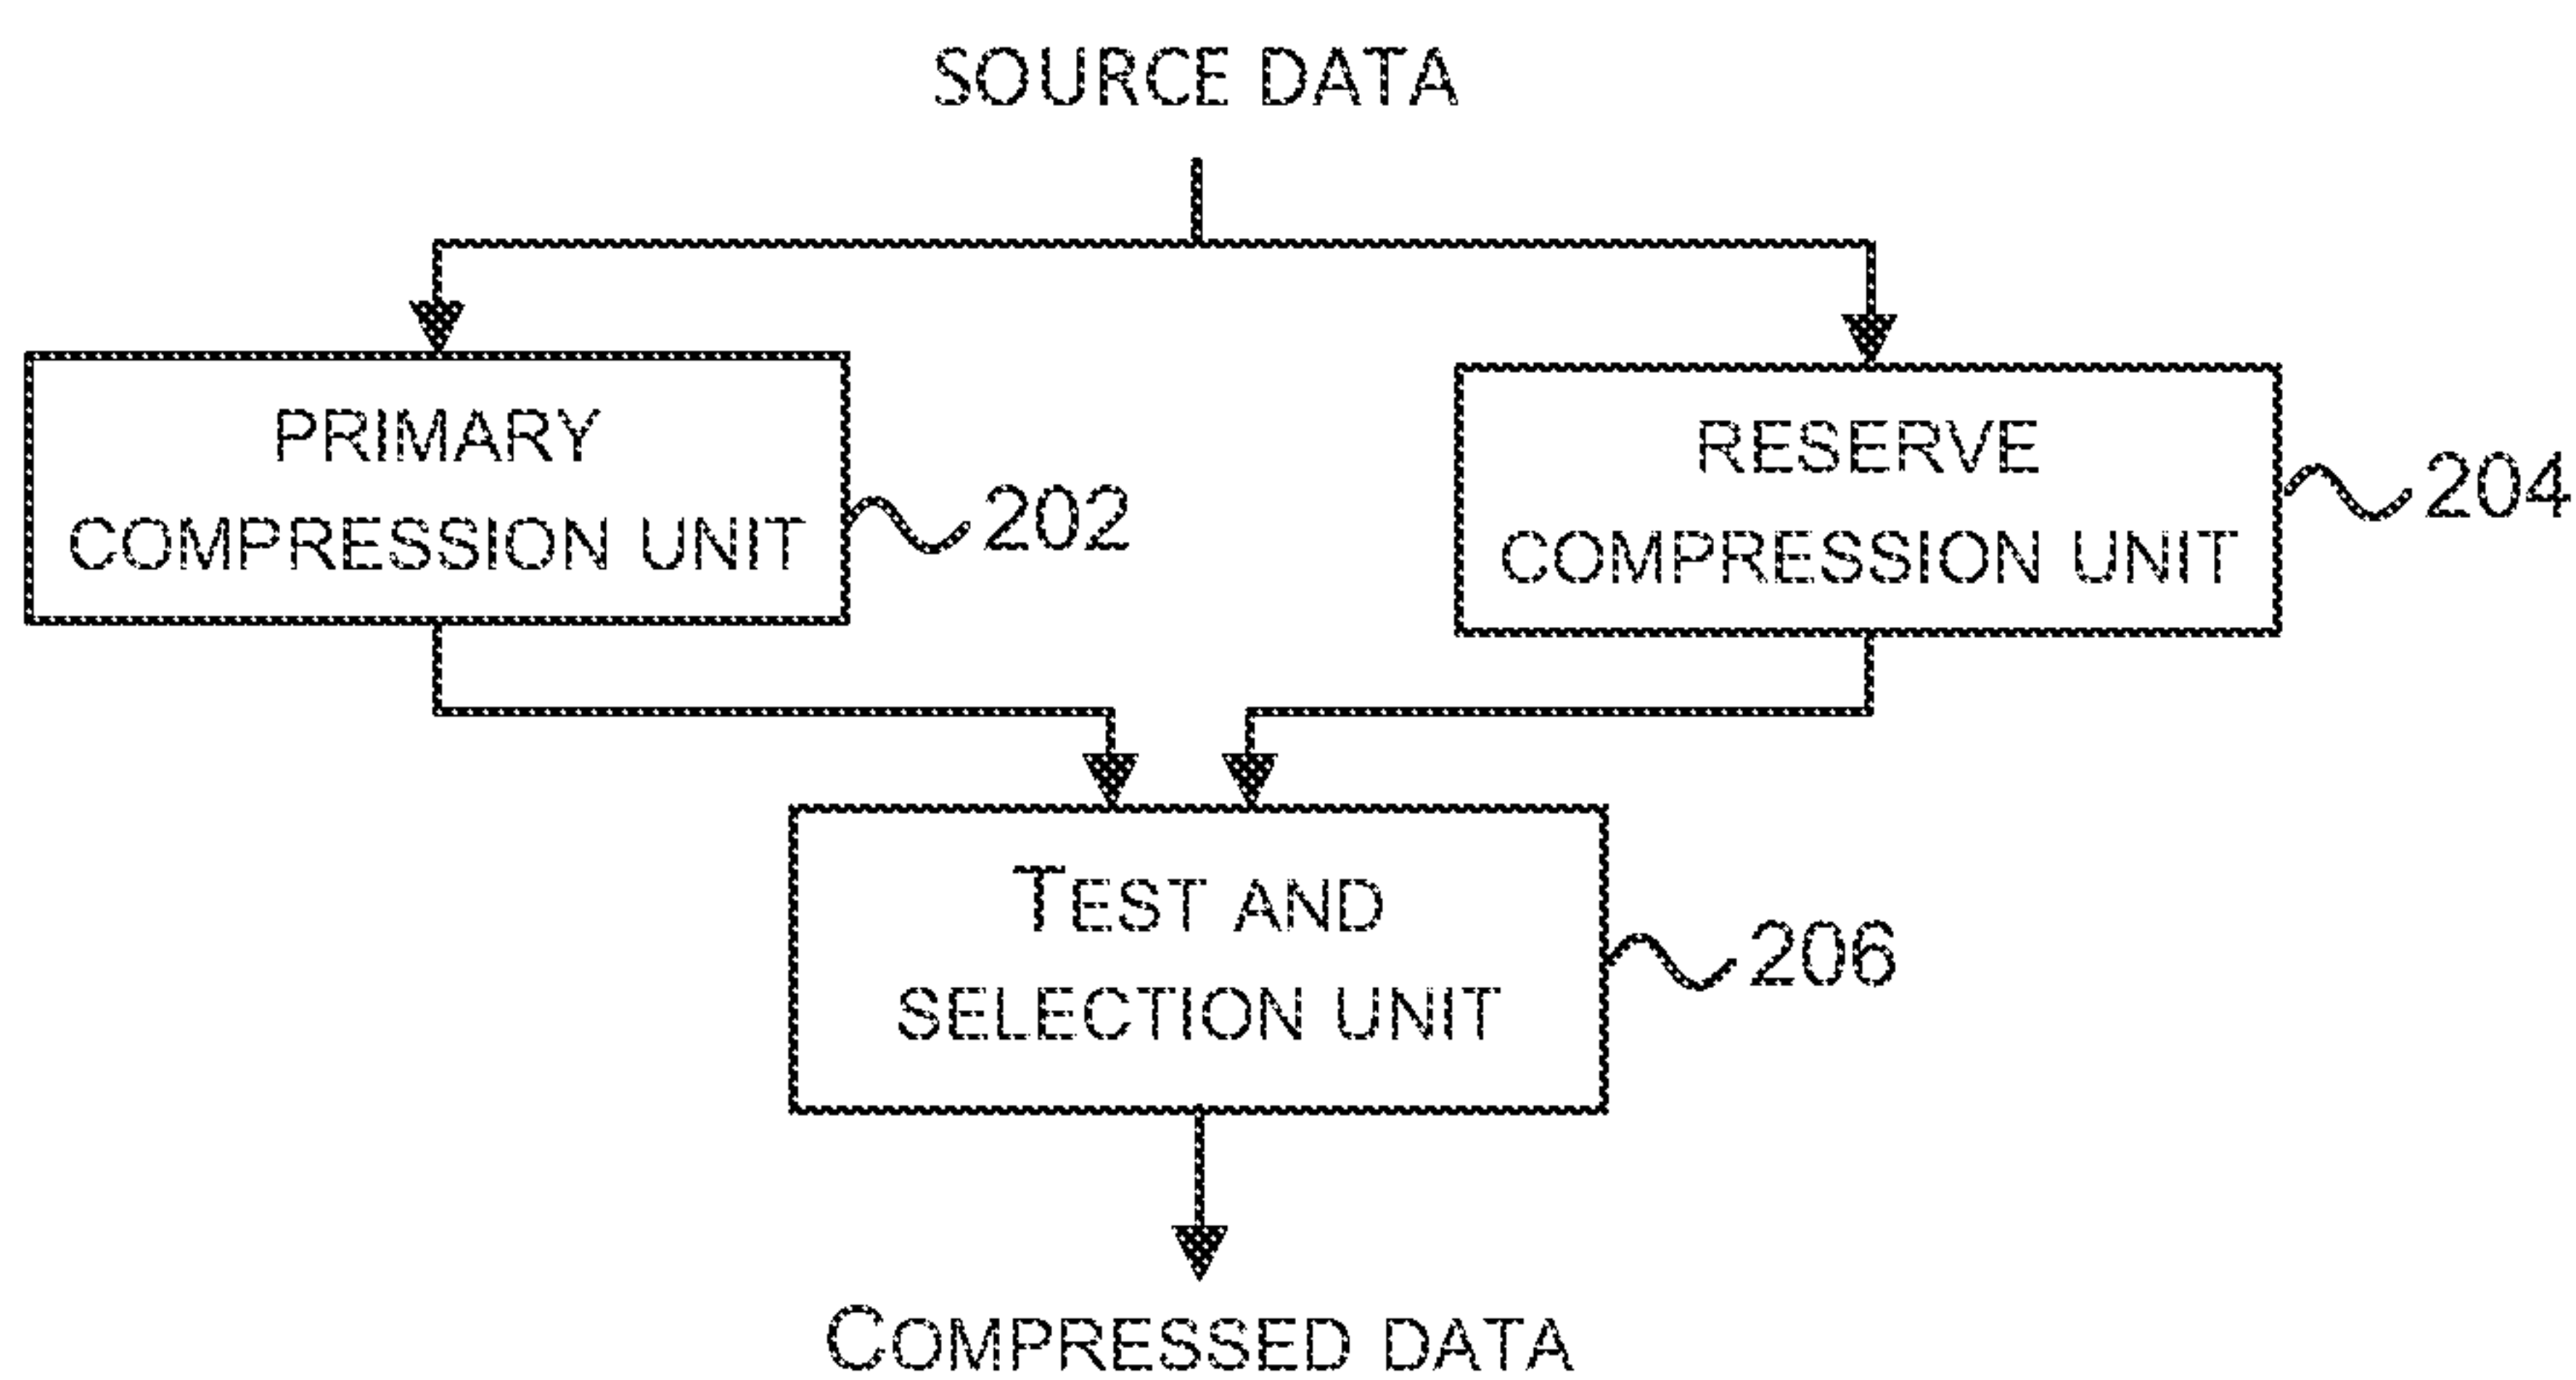 SOURCE DATA
PRIMARY
COMPRESSION UNIT
202
RESERVE
COMPRESSION UNIT
204
TEST AND
SELECTION UNIT
206
COMPRESSED DATA